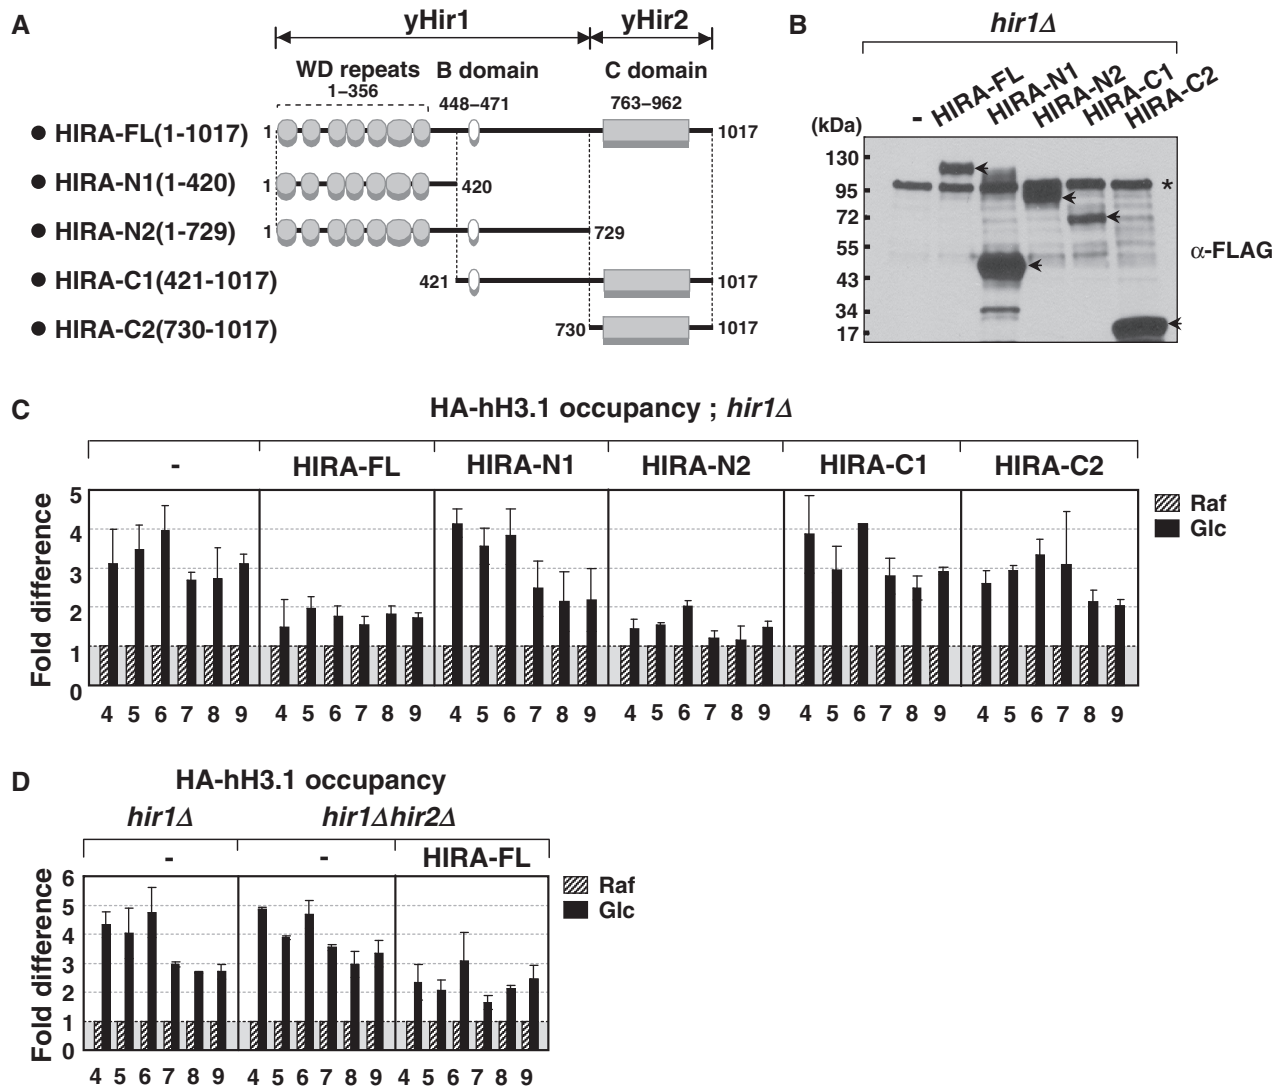 A
yHir1 yHir2
WD repeats B domain C domain
1–356 448–471 763–962
HIRA-FL(1-1017) 1 1017
HIRA-N1(1-420) 1 420
HIRA-N2(1-729) 1 729
HIRA-C1(421-1017) 421 1017
HIRA-C2(730-1017) 730 1017
B
hir1Δ
- HIRA-FL HIRA-N1 HIRA-N2 HIRA-C1 HIRA-C2
(kDa)
130
95 *
72
55
43
34
17
α-FLAG
C
HA-hH3.1 occupancy ; hir1Δ
- HIRA-FL HIRA-N1 HIRA-N2 HIRA-C1 HIRA-C2
Fold difference
5
4
3
2
1
0
Raf
Glc
4 5 6 7 8 9 4 5 6 7 8 9 4 5 6 7 8 9 4 5 6 7 8 9 4 5 6 7 8 9 4 5 6 7 8 9
D
HA-hH3.1 occupancy
hir1Δ hir1Δhir2Δ
- - HIRA-FL
Fold difference
6
5
4
3
2
1
0
Raf
Glc
4 5 6 7 8 9 4 5 6 7 8 9 4 5 6 7 8 9